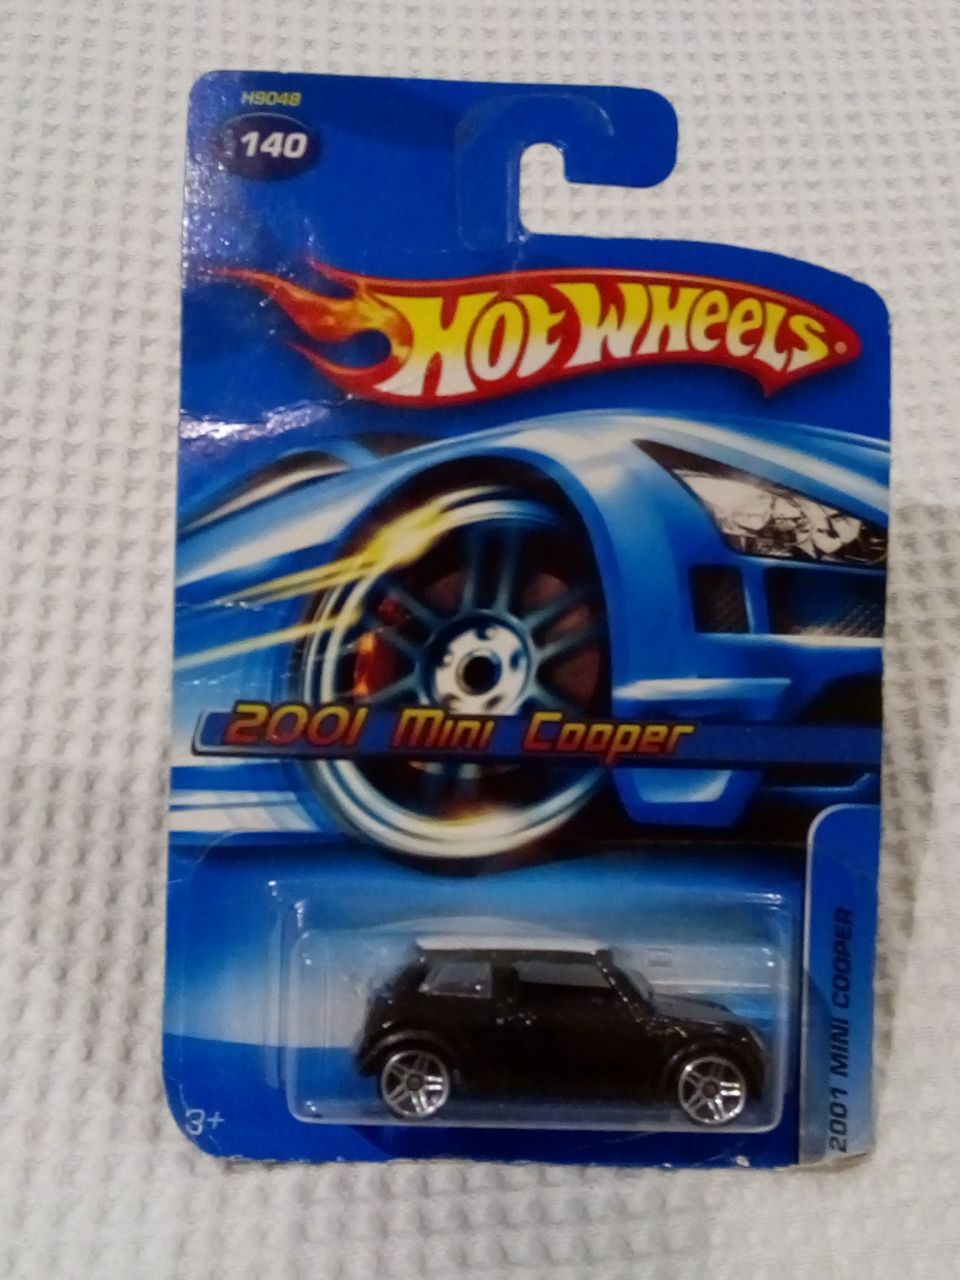 H9048
140
HOT WHEELS
2001 Mini Cooper
2001 MINI COOPER
3+